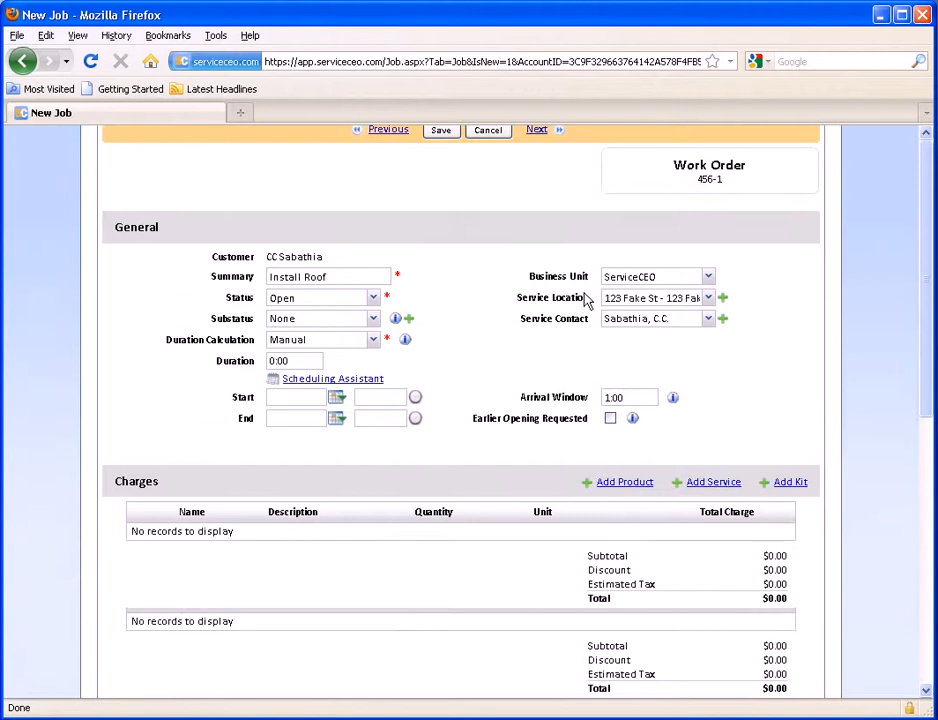 New Job - Mozilla Firefox
File Edit View History Bookmarks Tools Help
serviceceo.com https://app.serviceceo.com/Job.aspx?Tab=Job&IsNew=1&AccountID=3C9F329663764142A578F4FB5 Google
Most Visited Getting Started Latest Headlines
New Job
Previous Save Cancel Next
Work Order
456-1
General
Customer CC Sabathia
Summary Install Roof * Business Unit ServiceCEO
Status Open * Service Location 123 Fake St - 123 Fak
Substatus None Service Contact Sabathia, C.C.
Duration Calculation Manual *
Duration 0:00
Scheduling Assistant
Start Arrival Window 1:00
End Earlier Opening Requested
Charges Add Product Add Service Add Kit
Name Description Quantity Unit Total Charge
No records to display
Subtotal $0.00
Discount $0.00
Estimated Tax $0.00
Total $0.00
No records to display
Subtotal $0.00
Discount $0.00
Estimated Tax $0.00
Total $0.00
Done